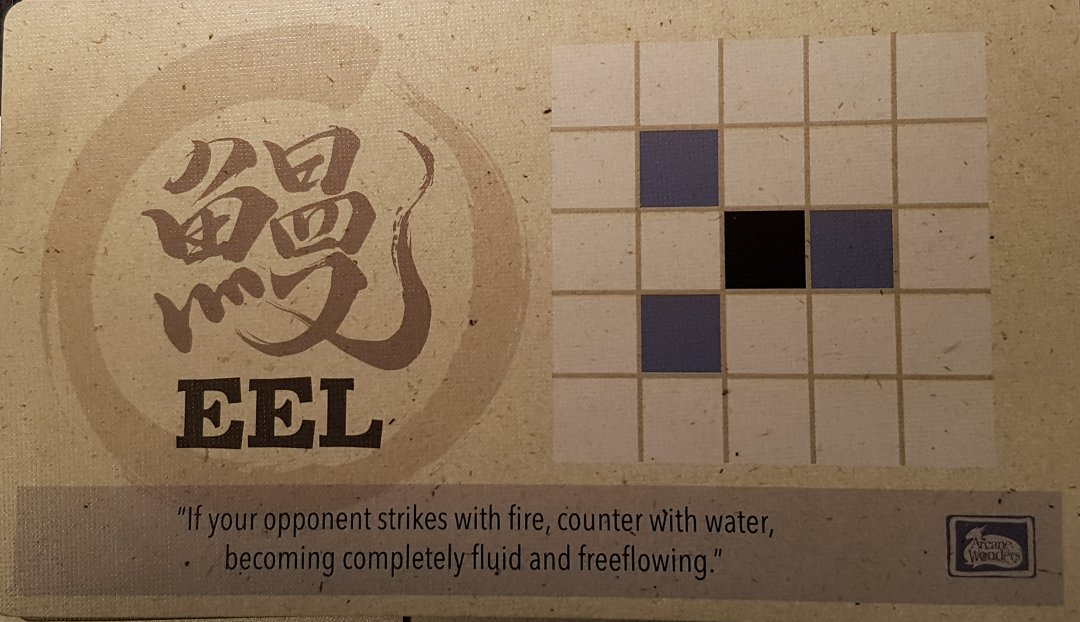 鰻
EEL
“If your opponent strikes with fire, counter with water,
becoming completely fluid and freeflowing.”
Arcane
Wonders